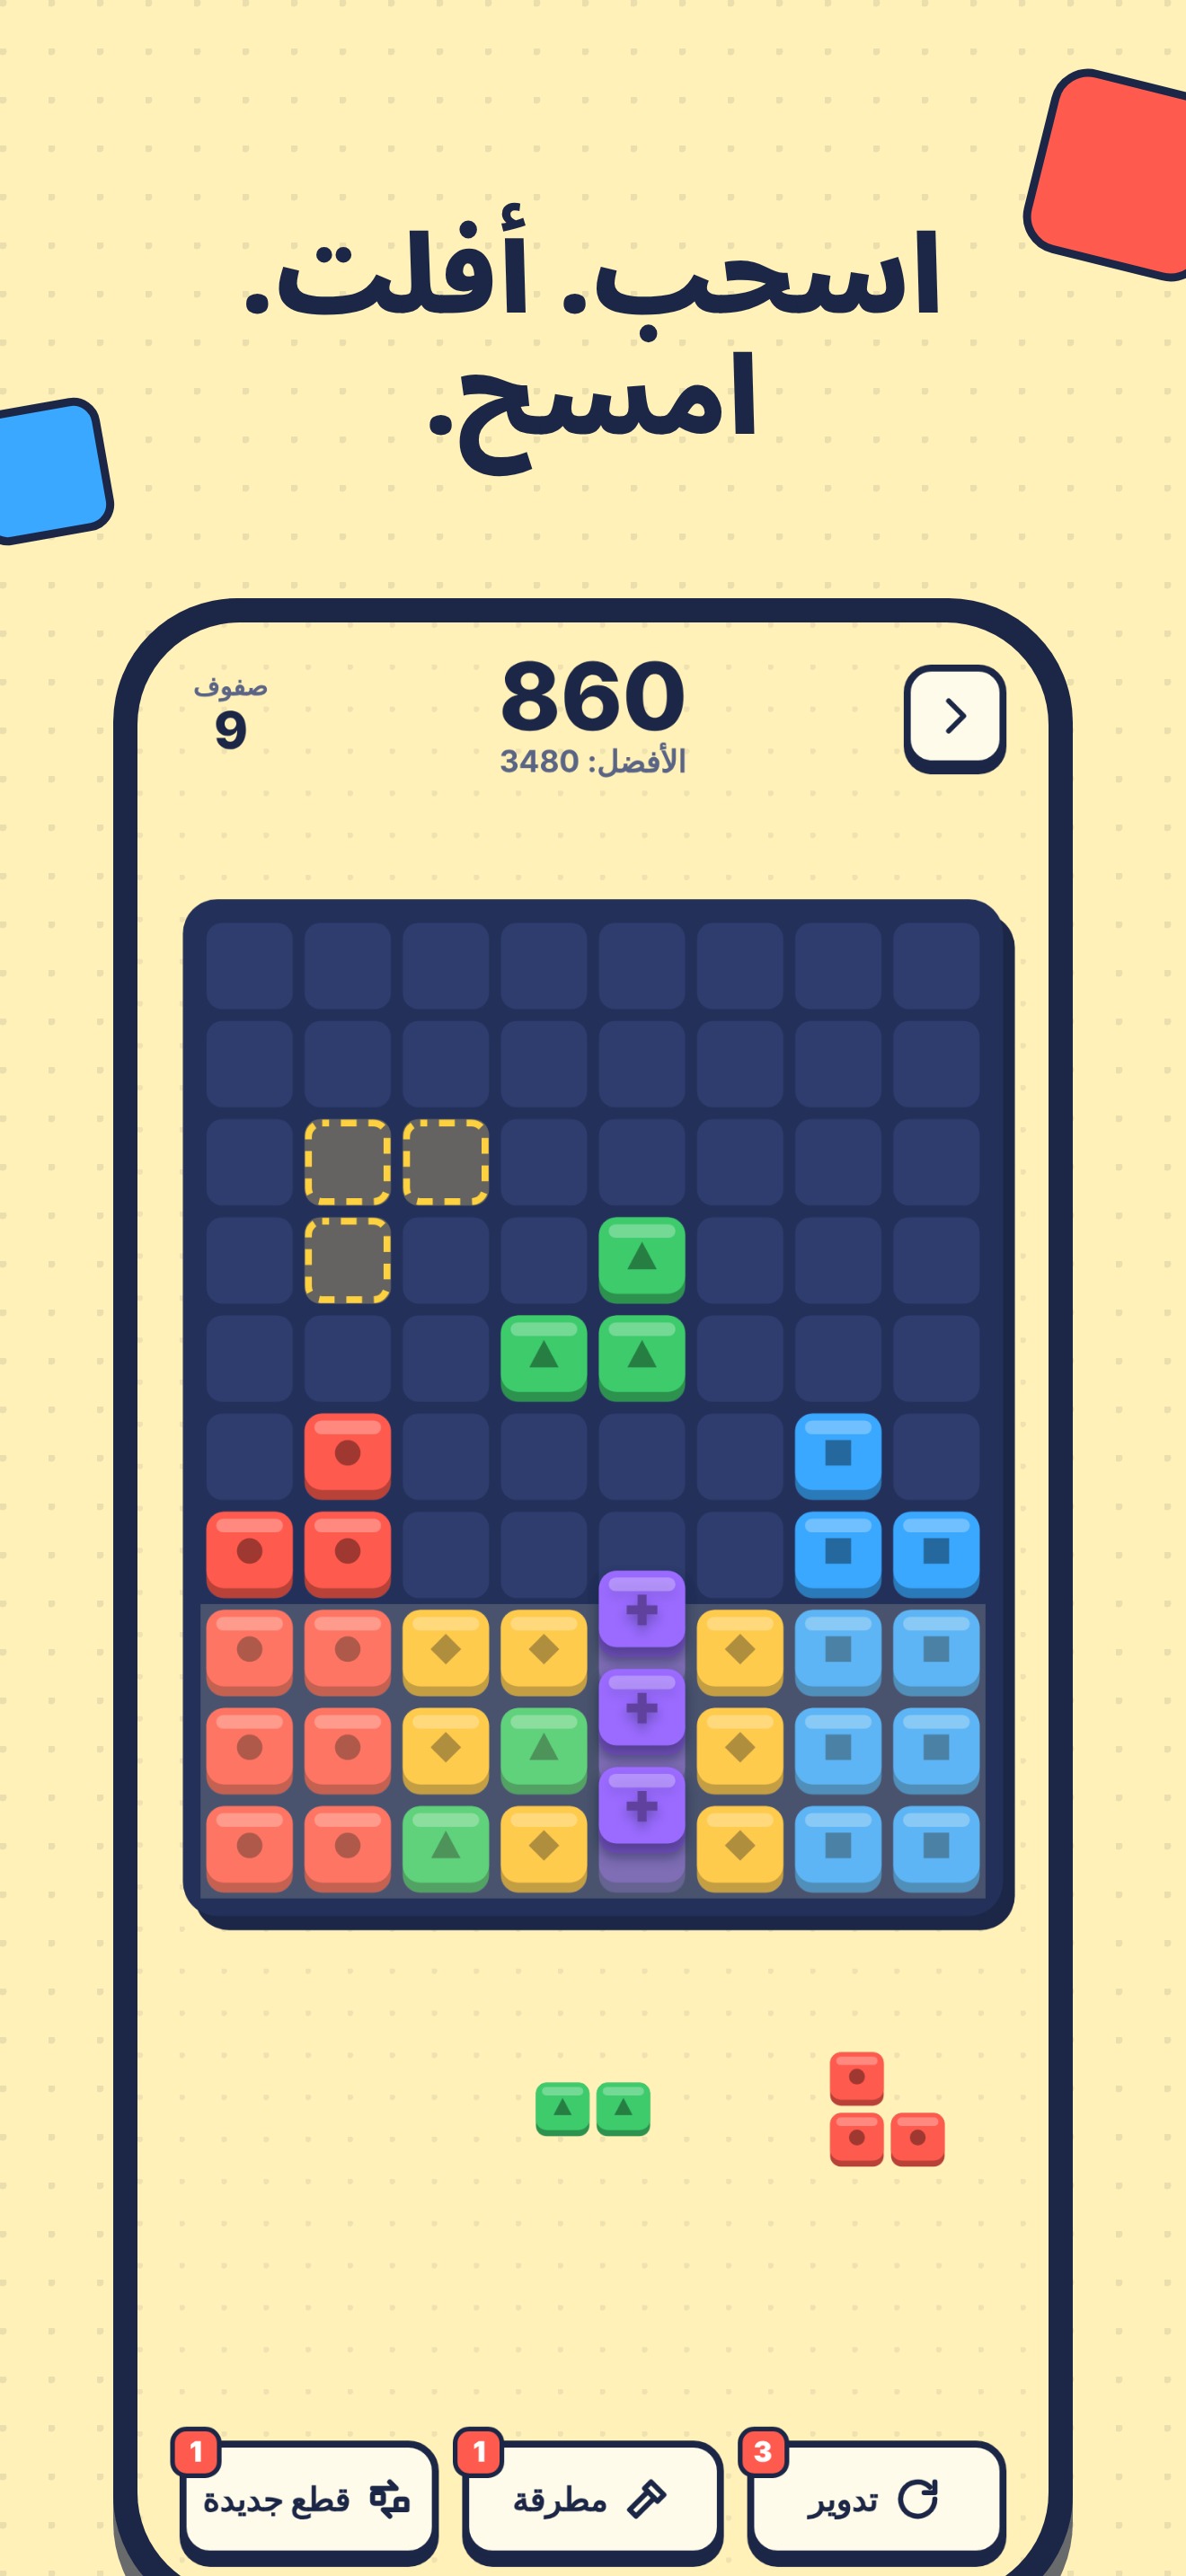 اسحب. أفلت.
امسح.
860
الأفضل: 3480
صفوف
9
3
تدوير
1
مطرقة
1
قطع جديدة